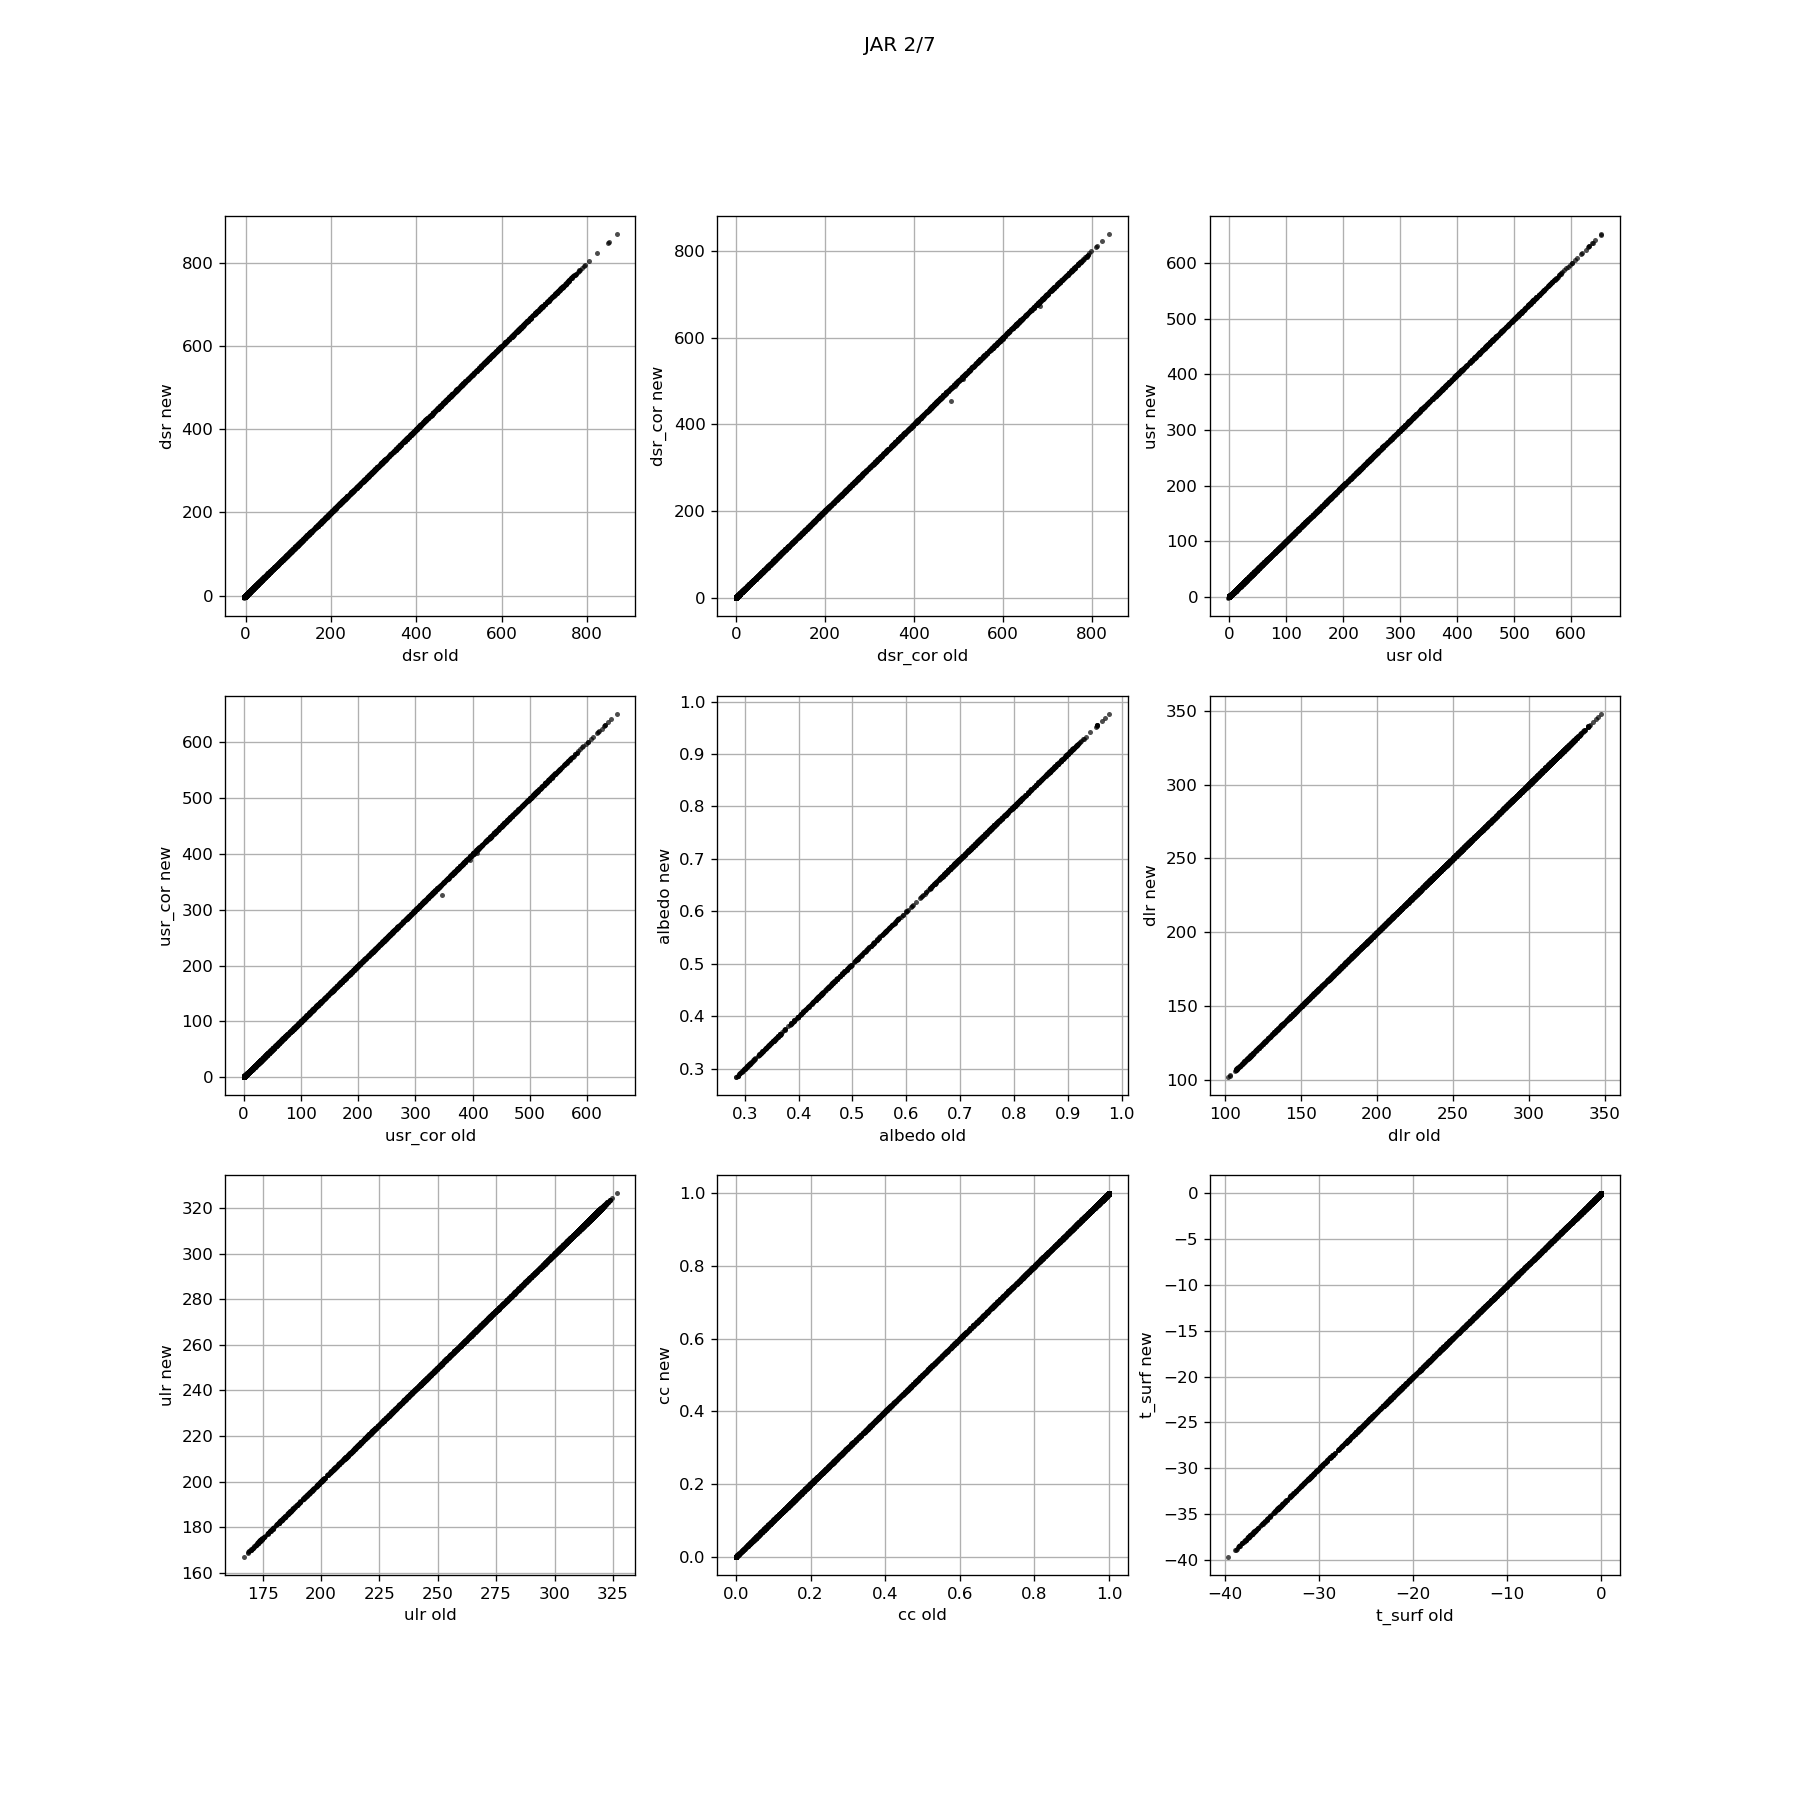 JAR 2/7
800
600
400
200
0
dsr new
0 200 400 600 800
dsr old
800
600
400
200
0
dsr_cor new
0 200 400 600 800
dsr_cor old
600
500
400
300
200
100
0
usr new
0 100 200 300 400 500 600
usr old
600
500
400
300
200
100
0
usr_cor new
0 100 200 300 400 500 600
usr_cor old
1.0
0.9
0.8
0.7
0.6
0.5
0.4
0.3
albedo new
0.3 0.4 0.5 0.6 0.7 0.8 0.9 1.0
albedo old
350
300
250
200
150
100
dlr new
100 150 200 250 300 350
dlr old
320
300
280
260
240
220
200
180
160
ulr new
175 200 225 250 275 300 325
ulr old
1.0
0.8
0.6
0.4
0.2
0.0
cc new
0.0 0.2 0.4 0.6 0.8 1.0
cc old
0
−5
−10
−15
−20
−25
−30
−35
−40
t_surf new
−40 −30 −20 −10 0
t_surf old